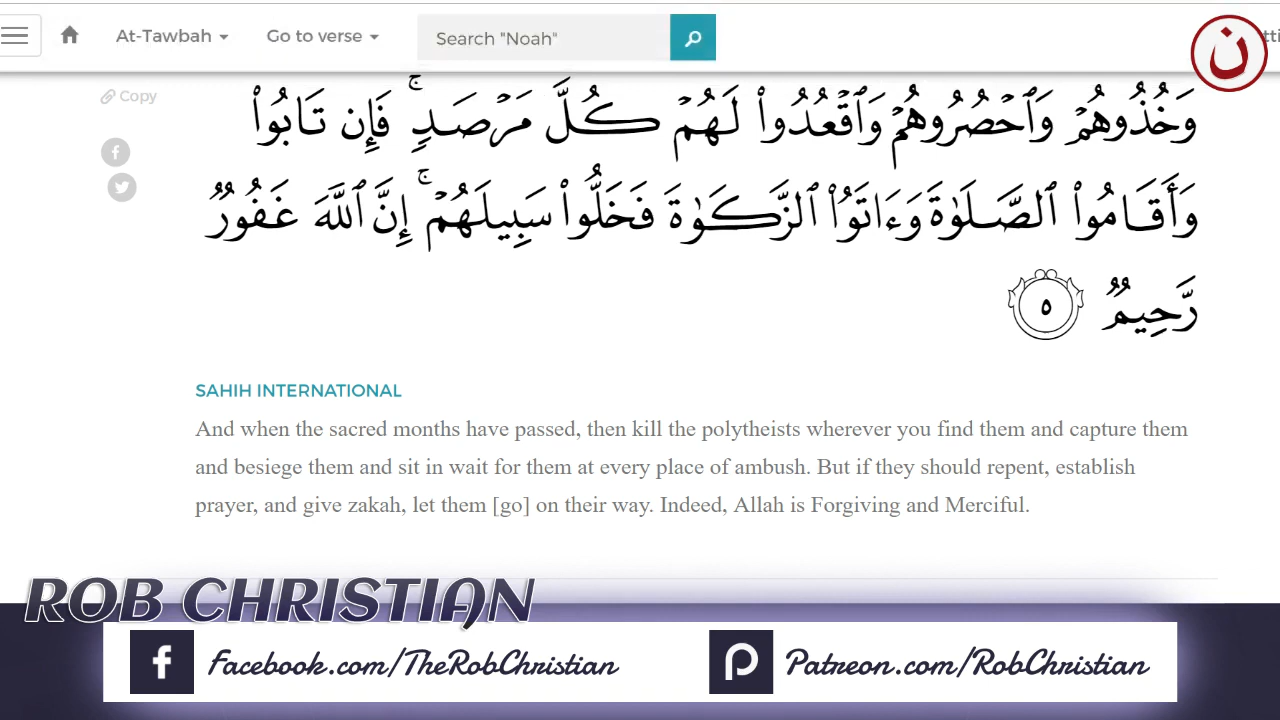 At-Tawbah Go to verse Search "Noah"
Copy
وَخُذُوهُمْ وَٱحْصُرُوهُمْ وَٱقْعُدُوا۟ لَهُمْ كُلَّ مَرْصَدٍ ۚ فَإِن تَابُوا۟
وَأَقَامُوا۟ ٱلصَّلَوٰةَ وَءَاتَوُا۟ ٱلزَّكَوٰةَ فَخَلُّوا۟ سَبِيلَهُمْ ۚ إِنَّ ٱللَّهَ غَفُورٌ
رَّحِيمٌ ٥
SAHIH INTERNATIONAL
And when the sacred months have passed, then kill the polytheists wherever you find them and capture them
and besiege them and sit in wait for them at every place of ambush. But if they should repent, establish
prayer, and give zakah, let them [go] on their way. Indeed, Allah is Forgiving and Merciful.
ROB CHRISTIAN
Facebook.com/TheRobChristian Patreon.com/RobChristian
ن